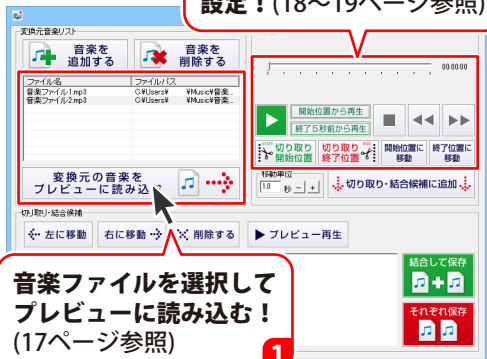 設定！(18～19ページ参照)
変換元音楽リスト
音楽を
追加する
音楽を
削除する
ファイル名 ファイルパス
音楽ファイル1.mp3 C:¥Users¥ ¥Music¥音楽...
音楽ファイル2.mp3 C:¥Users¥ ¥Music¥音楽...
変換元の音楽を
プレビューに読み込む
00:00:00
開始位置から再生
終了5秒前から再生
切り取り
開始位置
切り取り
終了位置
開始位置に
移動
終了位置に
移動
移動単位
1.0 秒 - +
切り取り・結合候補に追加
切り取り・結合候補
左に移動 右に移動 削除する プレビュー再生
音楽ファイルを選択して
プレビューに読み込む！
(17ページ参照)
1
結合して保存
それぞれ保存